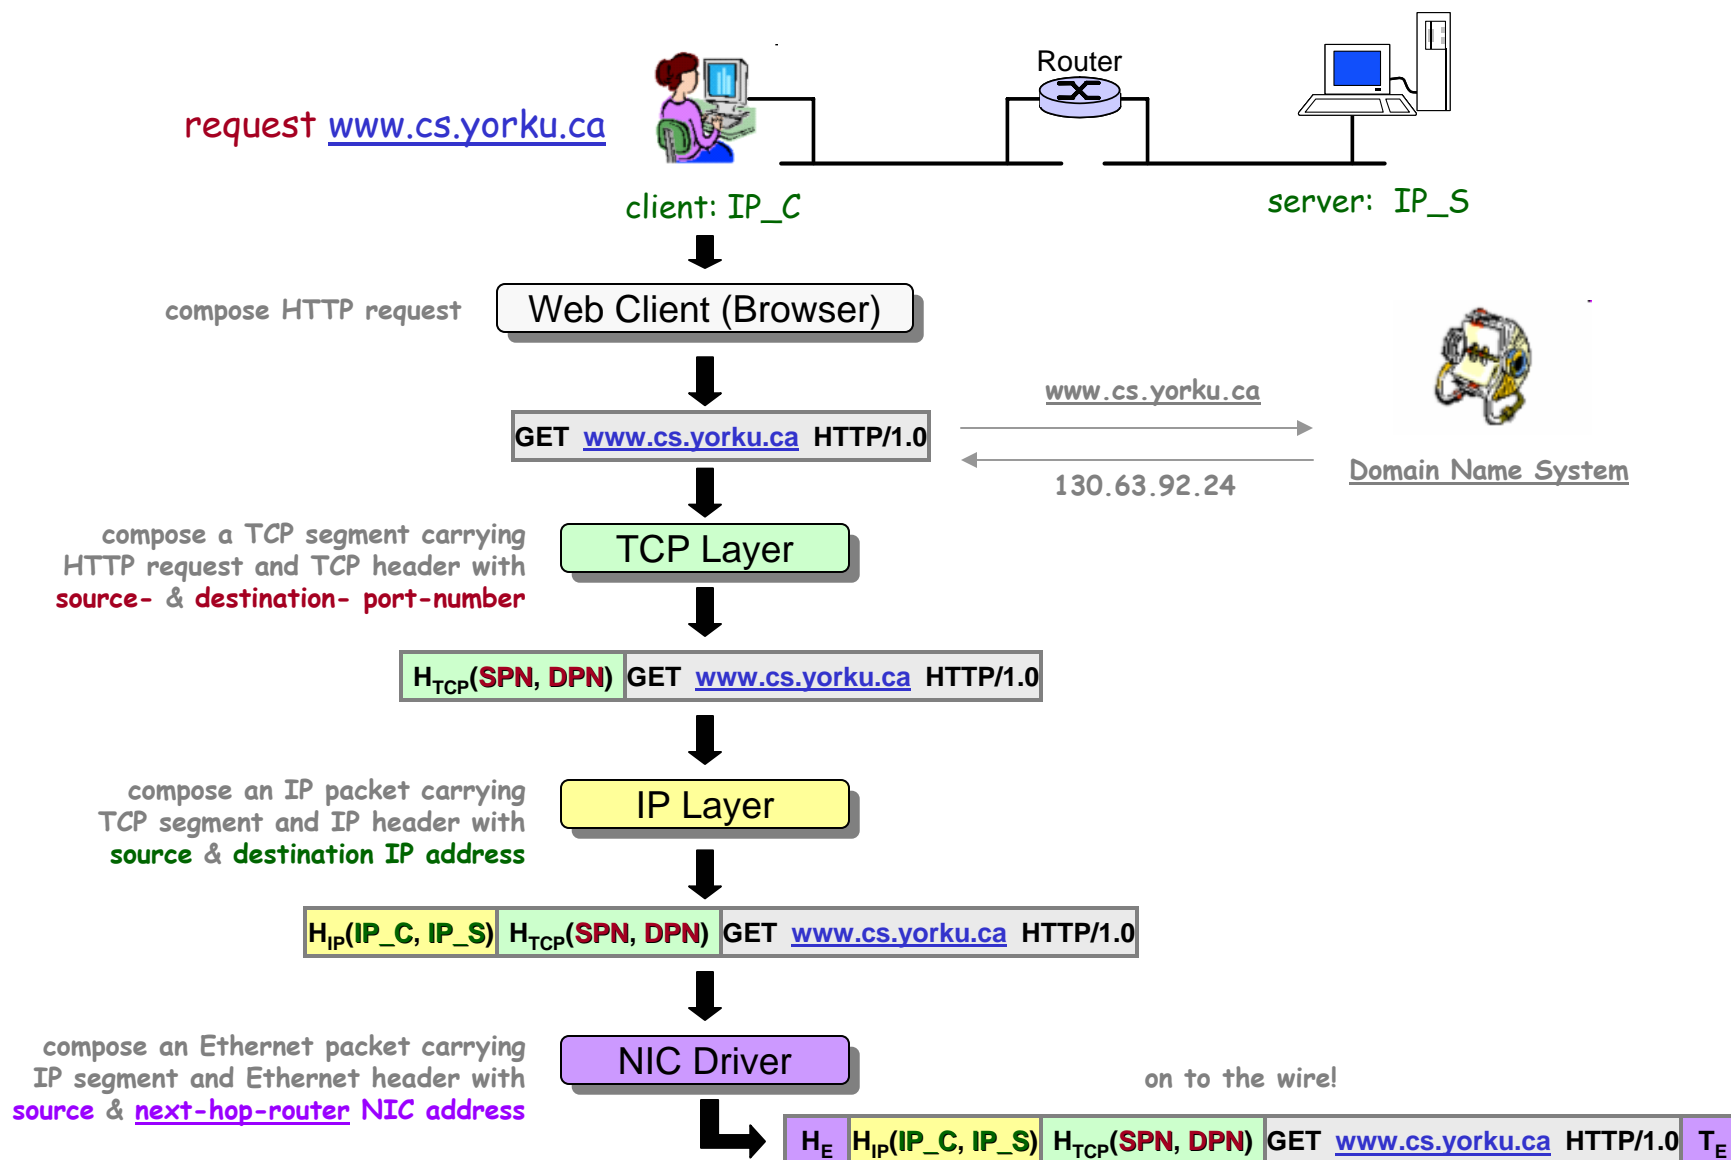 Router
request www.cs.yorku.ca
client: IP_C
server: IP_S
compose HTTP request
Web Client (Browser)
www.cs.yorku.ca
GET www.cs.yorku.ca HTTP/1.0
130.63.92.24
Domain Name System
compose a TCP segment carrying
HTTP request and TCP header with
source- & destination- port-number
TCP Layer
HTCP(SPN, DPN) GET www.cs.yorku.ca HTTP/1.0
compose an IP packet carrying
TCP segment and IP header with
source & destination IP address
IP Layer
HIP(IP_C, IP_S) HTCP(SPN, DPN) GET www.cs.yorku.ca HTTP/1.0
compose an Ethernet packet carrying
IP segment and Ethernet header with
source & next-hop-router NIC address
NIC Driver
on to the wire!
HE HIP(IP_C, IP_S) HTCP(SPN, DPN) GET www.cs.yorku.ca HTTP/1.0 TE